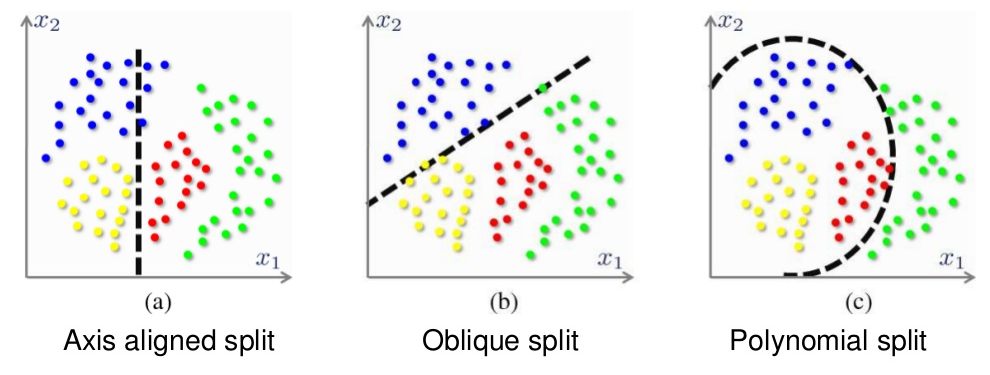 x₂ x₂ x₂
x₁ x₁ x₁
(a) (b) (c)
Axis aligned split Oblique split Polynomial split